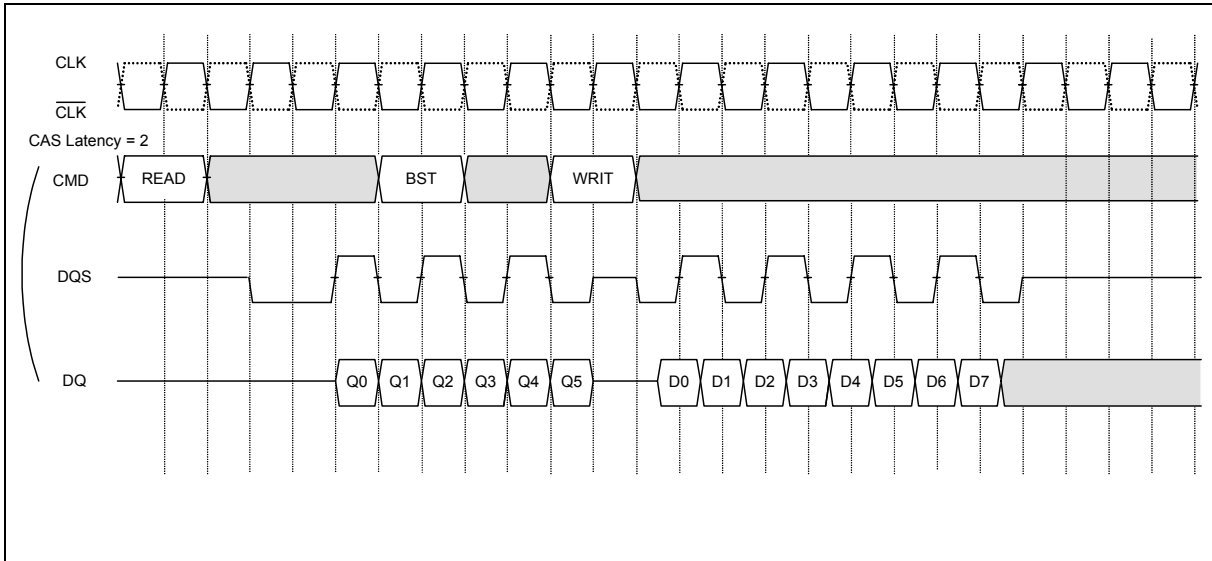 CLK
C̅L̅K̅
CAS Latency = 2
CMD READ BST WRIT
DQS
DQ Q0 Q1 Q2 Q3 Q4 Q5 D0 D1 D2 D3 D4 D5 D6 D7